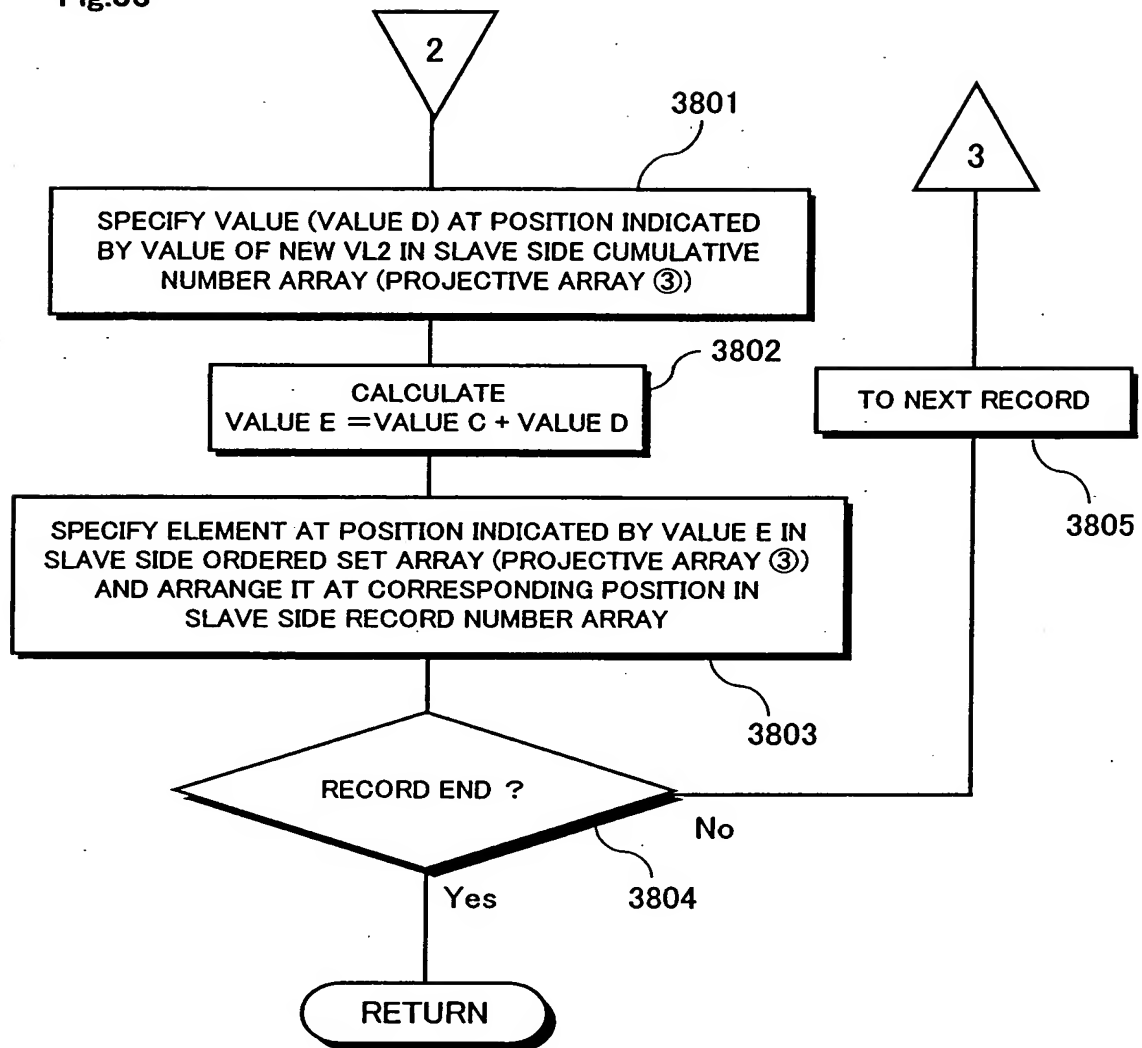 2
3801
3
SPECIFY VALUE (VALUE D) AT POSITION INDICATED
BY VALUE OF NEW VL2 IN SLAVE SIDE CUMULATIVE
NUMBER ARRAY (PROJECTIVE ARRAY ③)
3802
CALCULATE
VALUE E =VALUE C + VALUE D
TO NEXT RECORD
3805
SPECIFY ELEMENT AT POSITION INDICATED BY VALUE E IN
SLAVE SIDE ORDERED SET ARRAY (PROJECTIVE ARRAY ③)
AND ARRANGE IT AT CORRESPONDING POSITION IN
SLAVE SIDE RECORD NUMBER ARRAY
3803
RECORD END ?
No
Yes
3804
RETURN